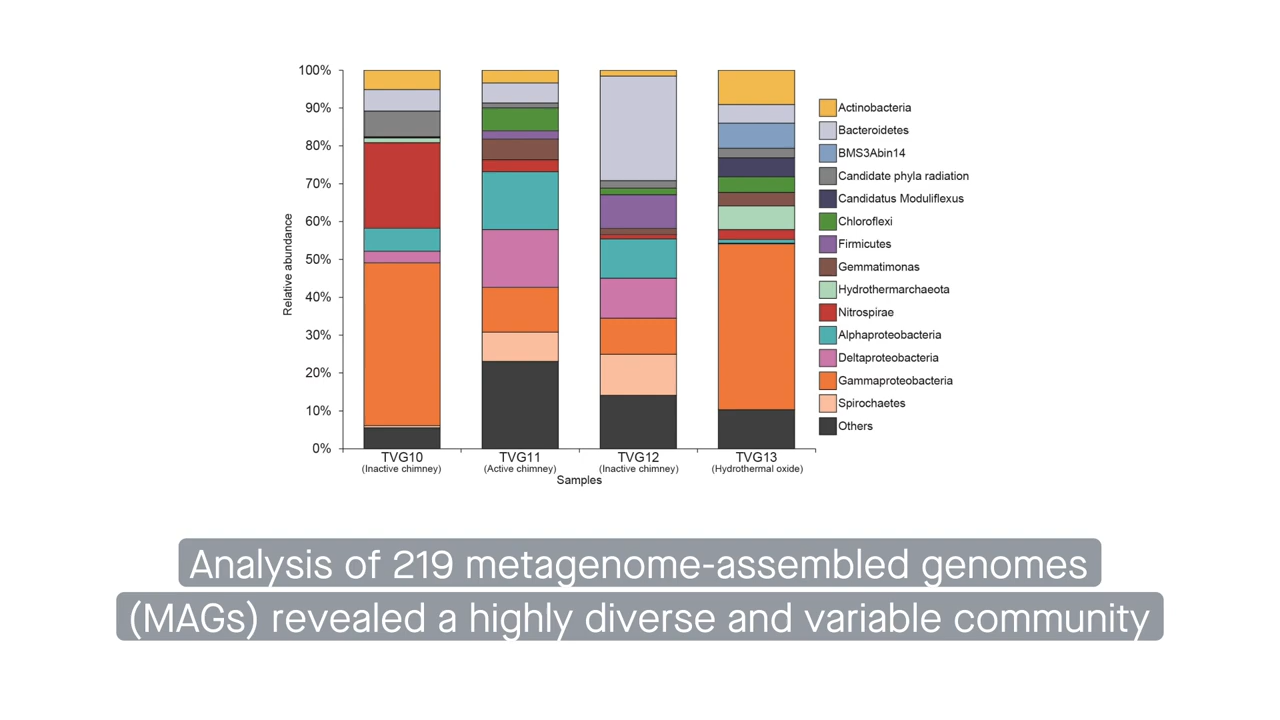 100%
90%
80%
70%
60%
50%
40%
30%
20%
10%
0%
Relative abundance
TVG10
(Inactive chimney)
TVG11
(Active chimney)
TVG12
(Inactive chimney)
TVG13
(Hydrothermal oxide)
Samples
Actinobacteria
Bacteroidetes
BMS3Abin14
Candidate phyla radiation
Candidatus Moduliflexus
Chloroflexi
Firmicutes
Gemmatimonas
Hydrothermarchaeota
Nitrospirae
Alphaproteobacteria
Deltaproteobacteria
Gammaproteobacteria
Spirochaetes
Others
Analysis of 219 metagenome-assembled genomes
(MAGs) revealed a highly diverse and variable community